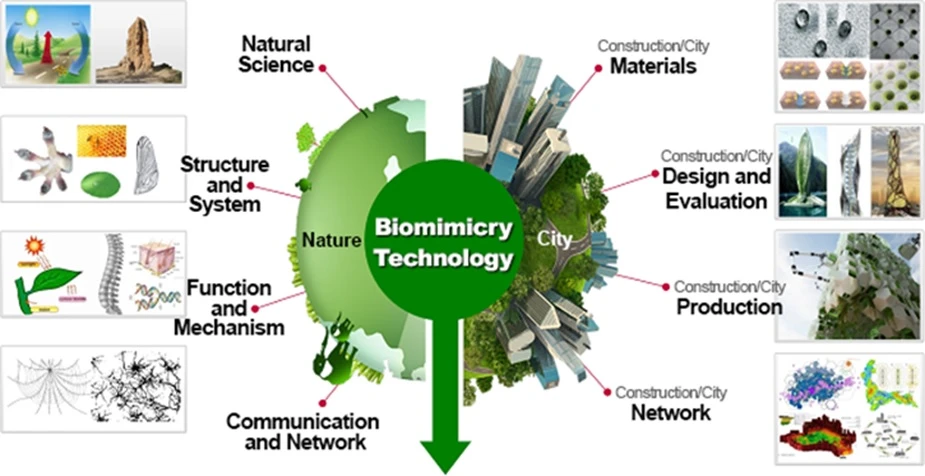 Natural
Science
Structure
and
System
Function
and
Mechanism
Communication
and Network
Nature
Biomimicry
Technology
City
Construction/City
Materials
Construction/City
Design and
Evaluation
Construction/City
Production
Construction/City
Network